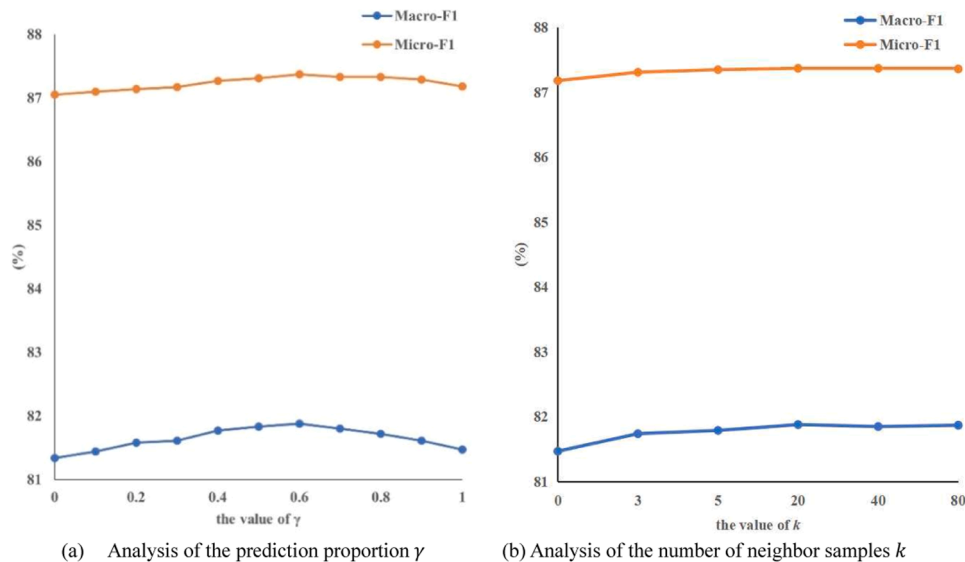 Macro-F1
Micro-F1
88
87
86
85
84
83
82
81
(%)
0 0.2 0.4 0.6 0.8 1
the value of γ
(a) Analysis of the prediction proportion γ
Macro-F1
Micro-F1
88
87
86
85
84
83
82
81
(%)
0 3 5 20 40 80
the value of k
(b) Analysis of the number of neighbor samples k